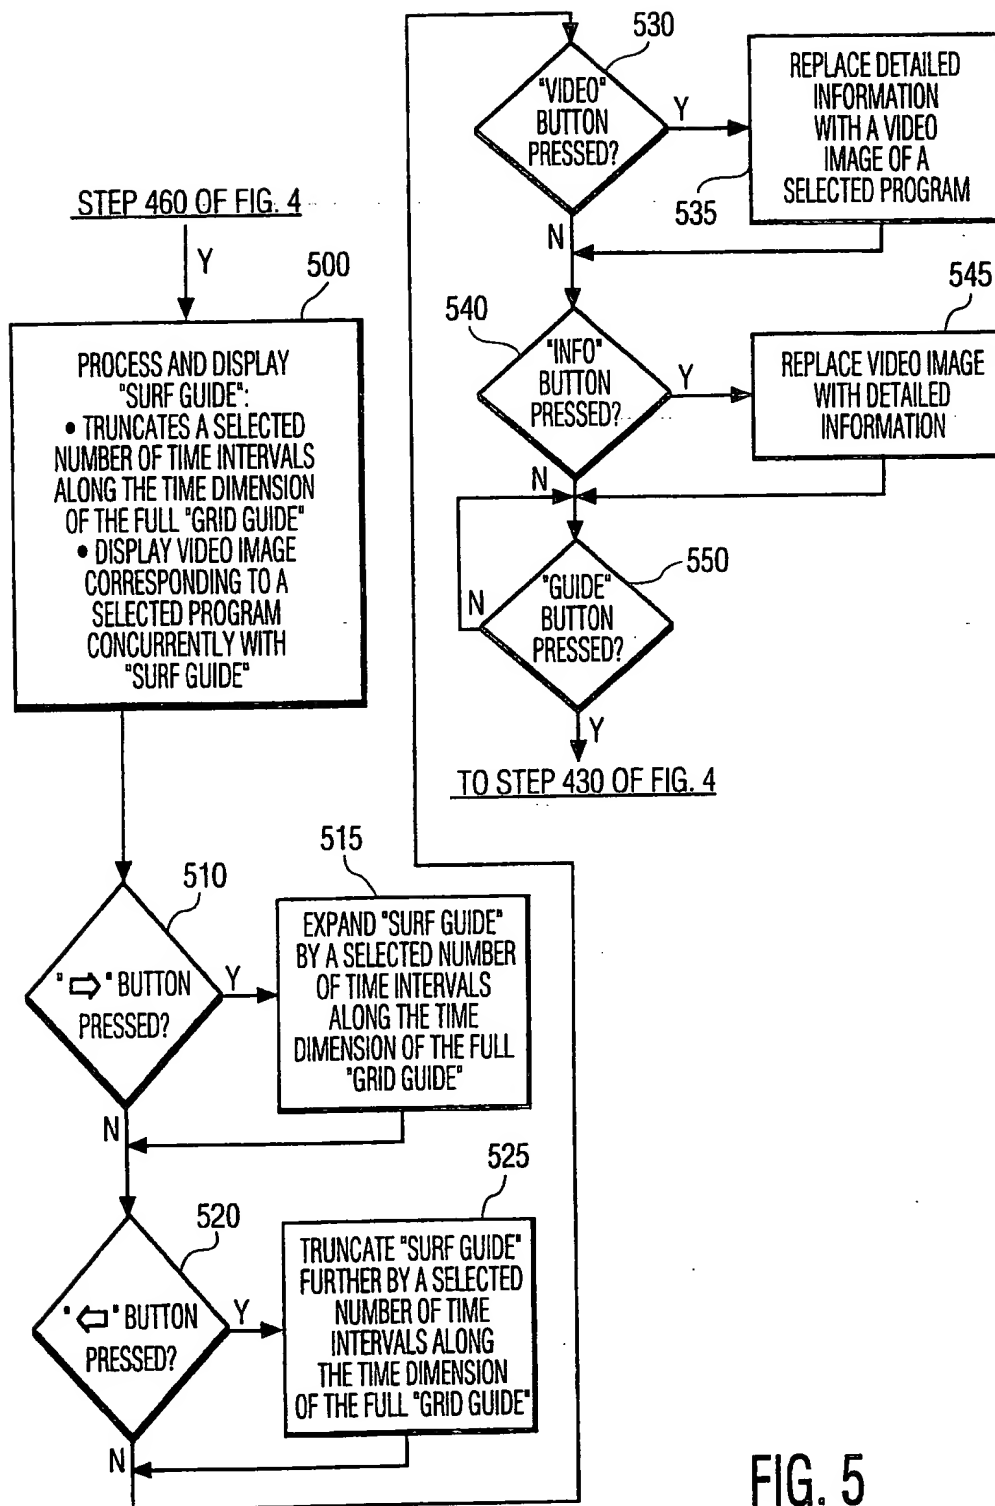 STEP 460 OF FIG. 4
Y
500
PROCESS AND DISPLAY
"SURF GUIDE":
• TRUNCATES A SELECTED
NUMBER OF TIME INTERVALS
ALONG THE TIME DIMENSION
OF THE FULL "GRID GUIDE"
• DISPLAY VIDEO IMAGE
CORRESPONDING TO A
SELECTED PROGRAM
CONCURRENTLY WITH
"SURF GUIDE"
510
"⇨" BUTTON
PRESSED?
Y
N
515
EXPAND "SURF GUIDE"
BY A SELECTED NUMBER
OF TIME INTERVALS
ALONG THE TIME
DIMENSION OF THE FULL
"GRID GUIDE"
520
"⇦" BUTTON
PRESSED?
Y
N
525
TRUNCATE "SURF GUIDE"
FURTHER BY A SELECTED
NUMBER OF TIME
INTERVALS ALONG
THE TIME DIMENSION
OF THE FULL "GRID GUIDE"
530
"VIDEO"
BUTTON
PRESSED?
Y
N
535
REPLACE DETAILED
INFORMATION
WITH A VIDEO
IMAGE OF A
SELECTED PROGRAM
540
"INFO"
BUTTON
PRESSED?
Y
N
545
REPLACE VIDEO IMAGE
WITH DETAILED
INFORMATION
550
"GUIDE"
BUTTON
PRESSED?
N
Y
TO STEP 430 OF FIG. 4
FIG. 5